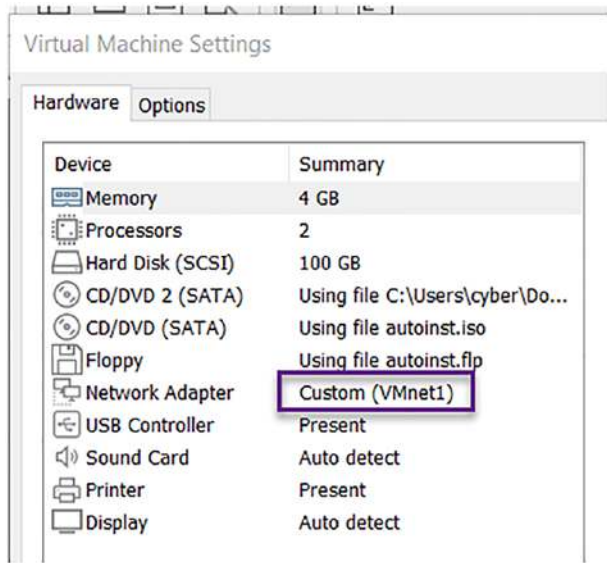 Virtual Machine Settings
Hardware Options
Device Summary
Memory 4 GB
Processors 2
Hard Disk (SCSI) 100 GB
CD/DVD 2 (SATA) Using file C:\Users\cyber\Do...
CD/DVD (SATA) Using file autoinst.iso
Floppy Using file autoinst.flp
Network Adapter Custom (VMnet1)
USB Controller Present
Sound Card Auto detect
Printer Present
Display Auto detect